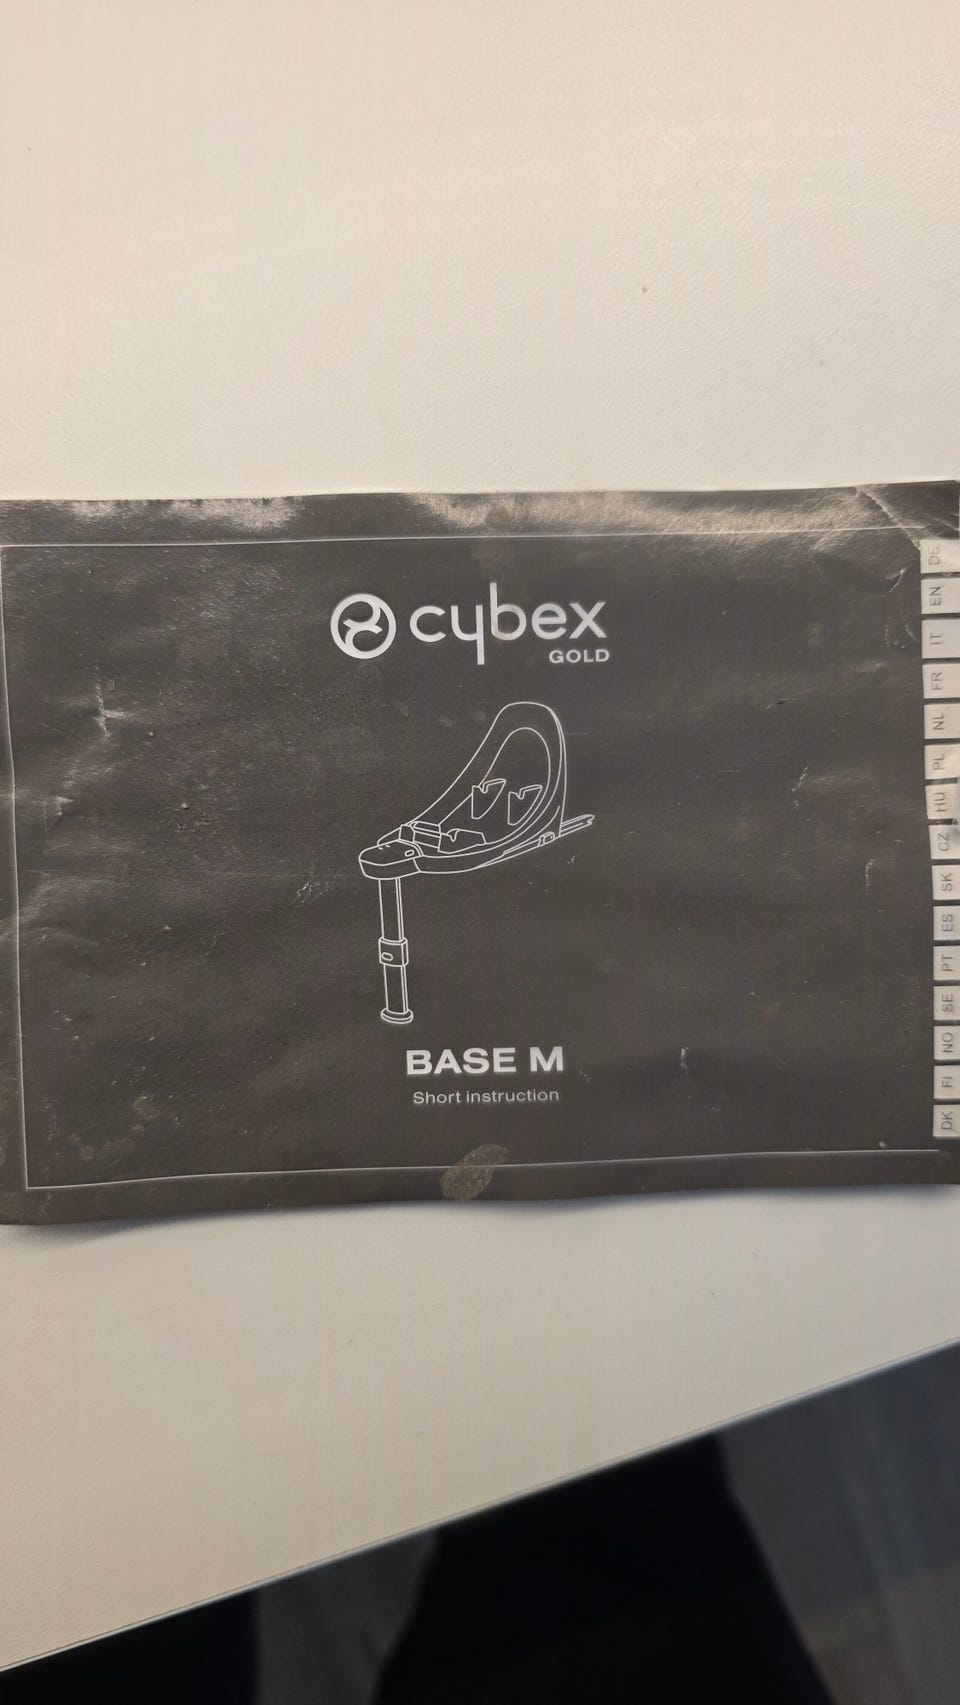 cybex
GOLD
BASE M
Short instruction
DE
EN
IT
FR
NL
PL
HU
CZ
SK
ES
PT
SE
NO
FI
DK